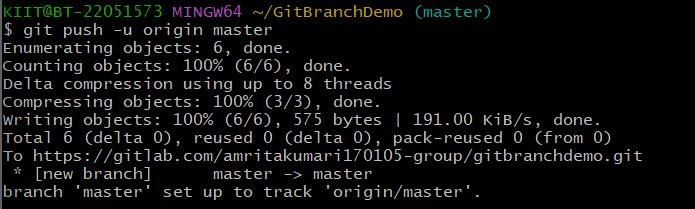 KIIT@BT-22051573 MINGW64 ~/GitBranchDemo (master)
$ git push -u origin master
Enumerating objects: 6, done.
Counting objects: 100% (6/6), done.
Delta compression using up to 8 threads
Compressing objects: 100% (3/3), done.
Writing objects: 100% (6/6), 575 bytes | 191.00 KiB/s, done.
Total 6 (delta 0), reused 0 (delta 0), pack-reused 0 (from 0)
To https://gitlab.com/amritakumari170105-group/gitbranchdemo.git
 * [new branch]      master -> master
branch 'master' set up to track 'origin/master'.